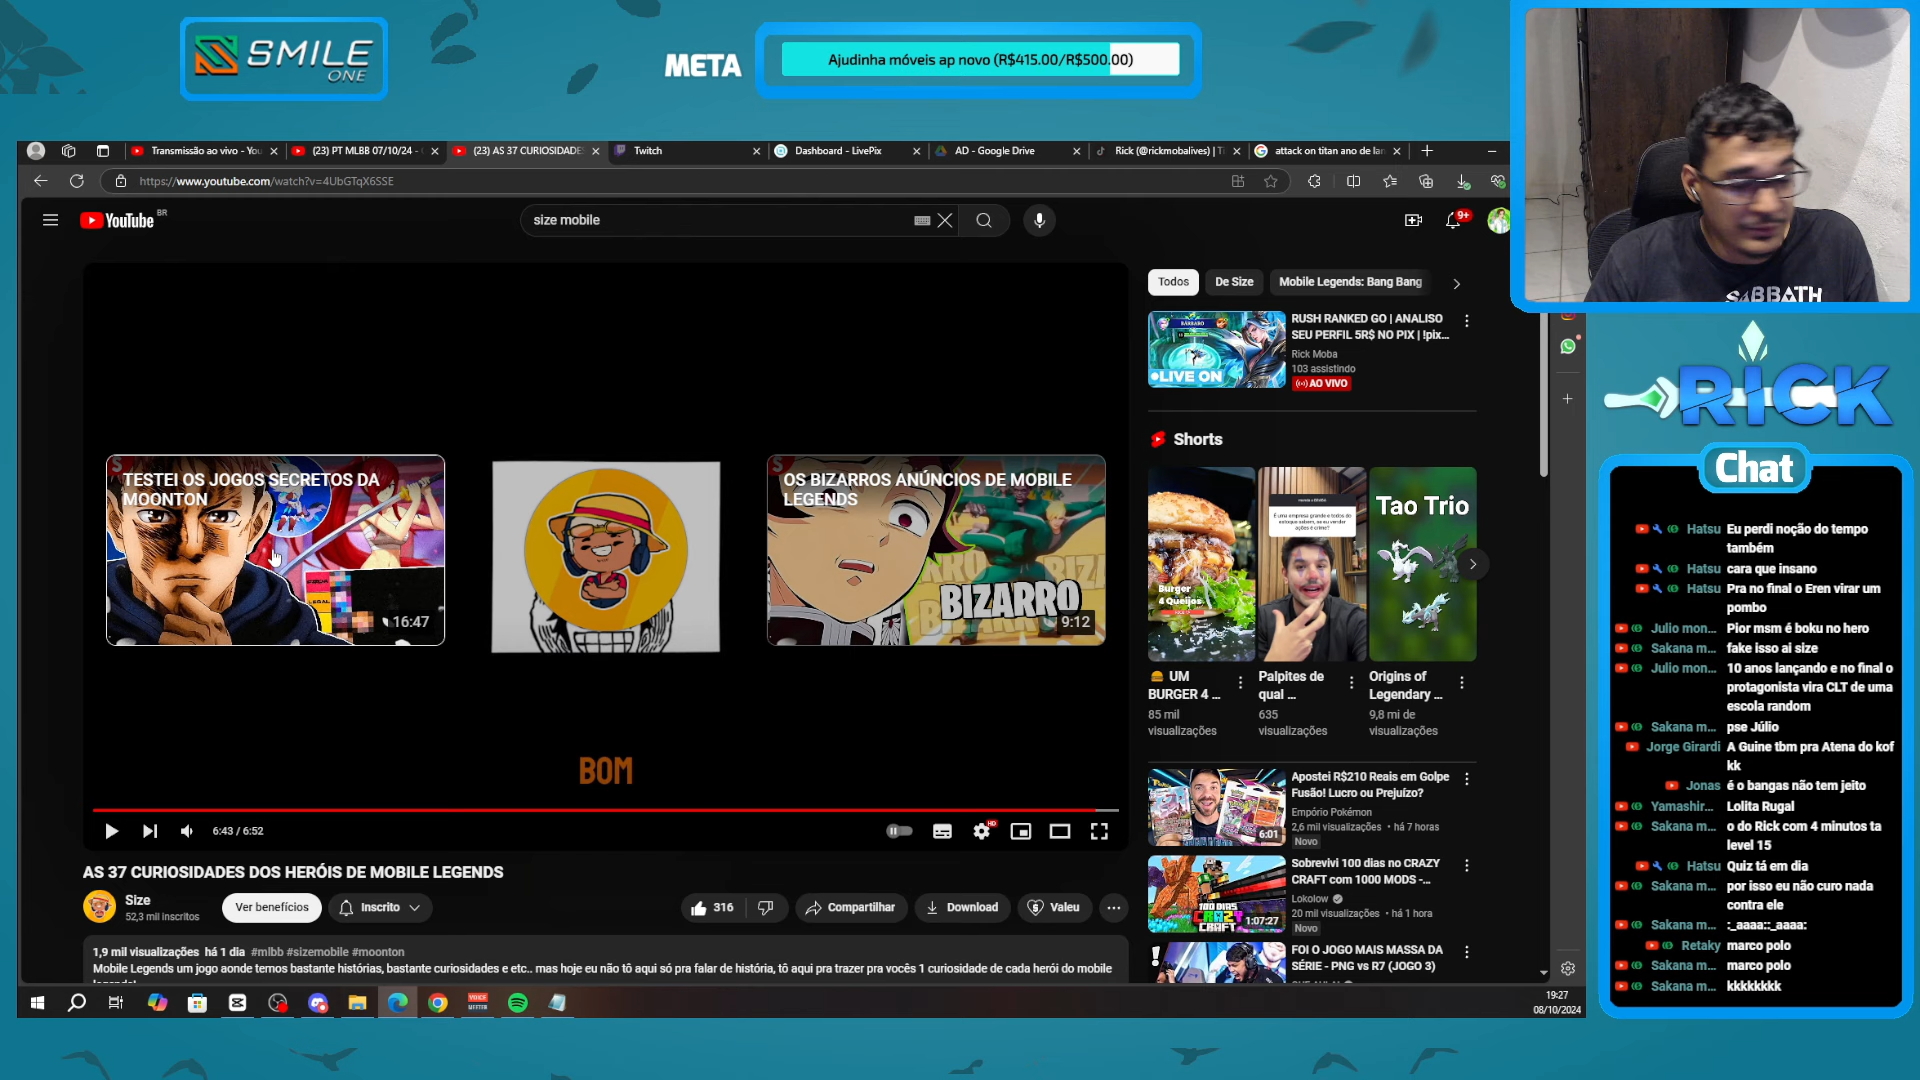 SMILE
ONE
META
Ajudinha móveis ap novo (R$415.00/R$500.00)
SABBATH
Transmissão ao vivo - You
(23) PT MLBB 07/10/24 -
(23) AS 37 CURIOSIDADE
Twitch
Dashboard - LivePix
AD - Google Drive
Rick (@rickmobalives) | Ti
attack on titan ano de lan
https://www.youtube.com/watch?v=4UbGTqX6SSE
YouTube BR
size mobile
9+
TESTEI OS JOGOS SECRETOS DA
MOONTON
16:47
OS BIZARROS ANÚNCIOS DE MOBILE
LEGENDS
BIZARRO
9:12
BOM
6:43 / 6:52
HD
AS 37 CURIOSIDADES DOS HERÓIS DE MOBILE LEGENDS
Size
52,3 mil inscritos
Ver benefícios
Inscrito
316
Compartilhar
Download
Valeu
1,9 mil visualizações há 1 dia #mlbb #sizemobile #moonton
Mobile Legends um jogo aonde temos bastante histórias, bastante curiosidades e etc.. mas hoje eu não tô aqui só pra falar de história, tô aqui pra trazer pra vocês 1 curiosidade de cada herói do mobile
Todos
De Size
Mobile Legends: Bang Bang
BÁRBARO
LIVE ON
RUSH RANKED GO | ANALISO
SEU PERFIL 5R$ NO PIX | !pix...
Rick Moba
103 assistindo
AO VIVO
Shorts
Burger
4 Queijos
Tao Trio
UM
BURGER 4 ...
85 mil
visualizações
Palpites de
qual ...
635
visualizações
Origins of
Legendary ...
9,8 mi de
visualizações
6:01
Apostei R$210 Reais em Golpe
Fusão! Lucro ou Prejuízo?
Empório Pokémon
2,6 mil visualizações • há 7 horas
Novo
100 DIAS
CRAZY
CRAFT
1:07:27
Sobrevivi 100 dias no CRAZY
CRAFT com 1000 MODS -...
Lokolow
20 mil visualizações • há 1 hora
Novo
FOI O JOGO MAIS MASSA DA
SÉRIE - PNG vs R7 (JOGO 3)
19:27
08/10/2024
RICK
Chat
Hatsu Eu perdi noção do tempo
também
Hatsu cara que insano
Hatsu Pra no final o Eren virar um
pombo
Julio mon... Pior msm é boku no hero
Sakana m... fake isso ai size
Julio mon... 10 anos lançando e no final o
protagonista vira CLT de uma
escola random
Sakana m... pse Júlio
Jorge Girardi A Guine tbm pra Atena do kof
kk
Jonas é o bangas não tem jeito
Yamashir... Lolita Rugal
Sakana m... o do Rick com 4 minutos ta
level 15
Hatsu Quiz tá em dia
Sakana m... por isso eu não curo nada
contra ele
Sakana m... :_aaaa::_aaaa:
Retaky marco polo
Sakana m... marco polo
Sakana m... kkkkkkkk